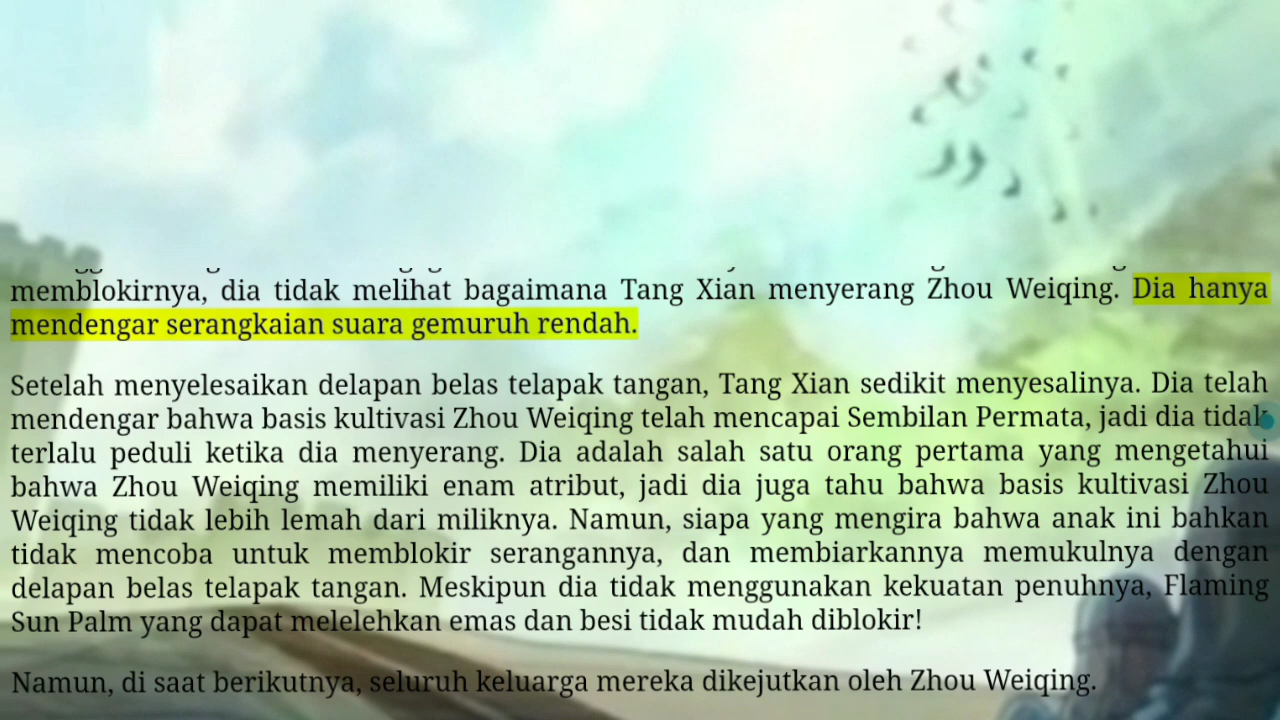 memblokirnya, dia tidak melihat bagaimana Tang Xian menyerang Zhou Weiqing. Dia hanya
mendengar serangkaian suara gemuruh rendah.
Setelah menyelesaikan delapan belas telapak tangan, Tang Xian sedikit menyesalinya. Dia telah
mendengar bahwa basis kultivasi Zhou Weiqing telah mencapai Sembilan Permata, jadi dia tidak
terlalu peduli ketika dia menyerang. Dia adalah salah satu orang pertama yang mengetahui
bahwa Zhou Weiqing memiliki enam atribut, jadi dia juga tahu bahwa basis kultivasi Zhou
Weiqing tidak lebih lemah dari miliknya. Namun, siapa yang mengira bahwa anak ini bahkan
tidak mencoba untuk memblokir serangannya, dan membiarkannya memukulnya dengan
delapan belas telapak tangan. Meskipun dia tidak menggunakan kekuatan penuhnya, Flaming
Sun Palm yang dapat melelehkan emas dan besi tidak mudah diblokir!
Namun, di saat berikutnya, seluruh keluarga mereka dikejutkan oleh Zhou Weiqing.